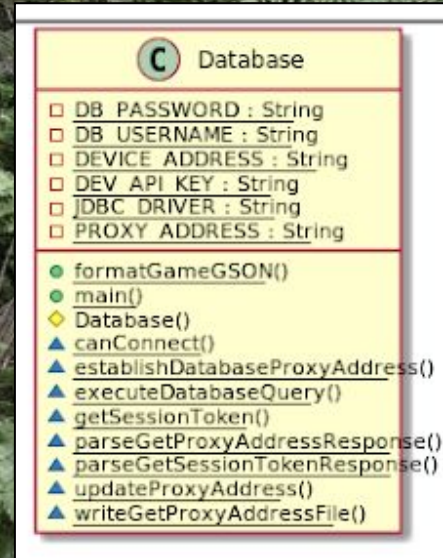 C Database
DB_PASSWORD : String
DB_USERNAME : String
DEVICE_ADDRESS : String
DEV_API_KEY : String
JDBC_DRIVER : String
PROXY_ADDRESS : String
formatGameGSON()
main()
Database()
canConnect()
establishDatabaseProxyAddress()
executeDatabaseQuery()
getSessionToken()
parseGetProxyAddressResponse()
parseGetSessionTokenResponse()
updateProxyAddress()
writeGetProxyAddressFile()